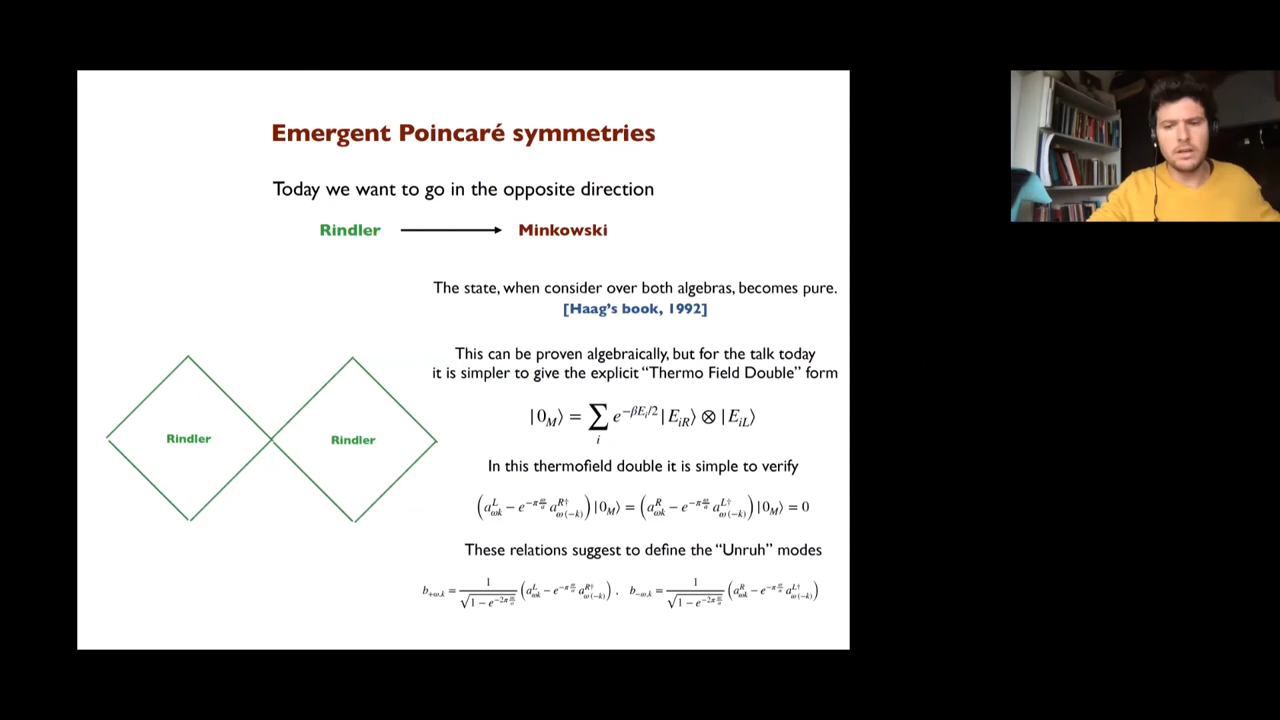 Emergent Poincaré symmetries
Today we want to go in the opposite direction
Rindler ⟶ Minkowski
The state, when consider over both algebras, becomes pure.
[Haag's book, 1992]
This can be proven algebraically, but for the talk today
it is simpler to give the explicit "Thermo Field Double" form
|0_M⟩ = ∑_i e^{−βE_i/2} |E_{iR}⟩ ⊗ |E_{iL}⟩
Rindler Rindler
In this thermofield double it is simple to verify
(a^L_{ωk} − e^{−π ω/a} a^{R†}_{ω(−k)}) |0_M⟩ = (a^R_{ωk} − e^{−π ω/a} a^{L†}_{ω(−k)}) |0_M⟩ = 0
These relations suggest to define the "Unruh" modes
b_{+ω,k} = 1/√(1 − e^{−2π ω/a}) (a^L_{ωk} − e^{−π ω/a} a^{R†}_{ω(−k)}) , b_{−ω,k} = 1/√(1 − e^{−2π ω/a}) (a^R_{ωk} − e^{−π ω/a} a^{L†}_{ω(−k)})